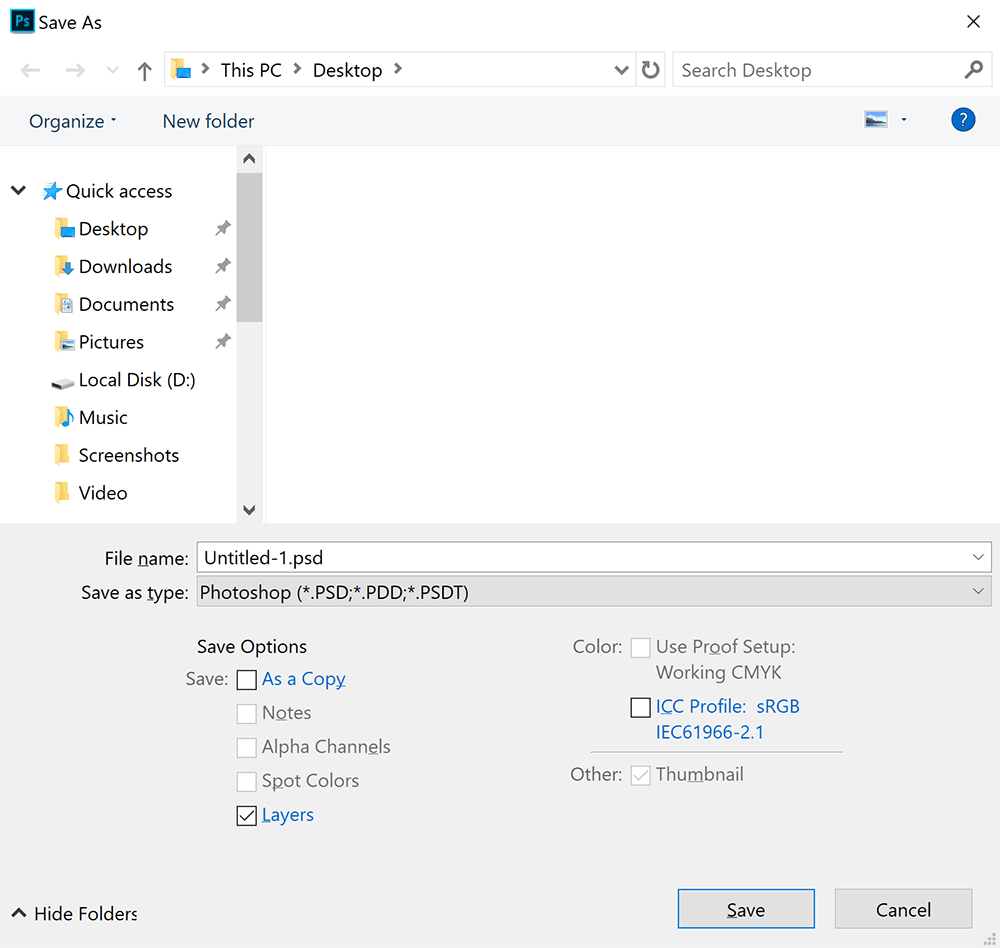 Ps Save As
This PC Desktop Search Desktop
Organize New folder ?
Quick access
Desktop
Downloads
Documents
Pictures
Local Disk (D:)
Music
Screenshots
Video
File name: Untitled-1.psd
Save as type: Photoshop (*.PSD;*.PDD;*.PSDT)
Save Options
Save: As a Copy
Notes
Alpha Channels
Spot Colors
Layers
Color: Use Proof Setup:
Working CMYK
ICC Profile: sRGB
IEC61966-2.1
Other: Thumbnail
Hide Folders Save Cancel